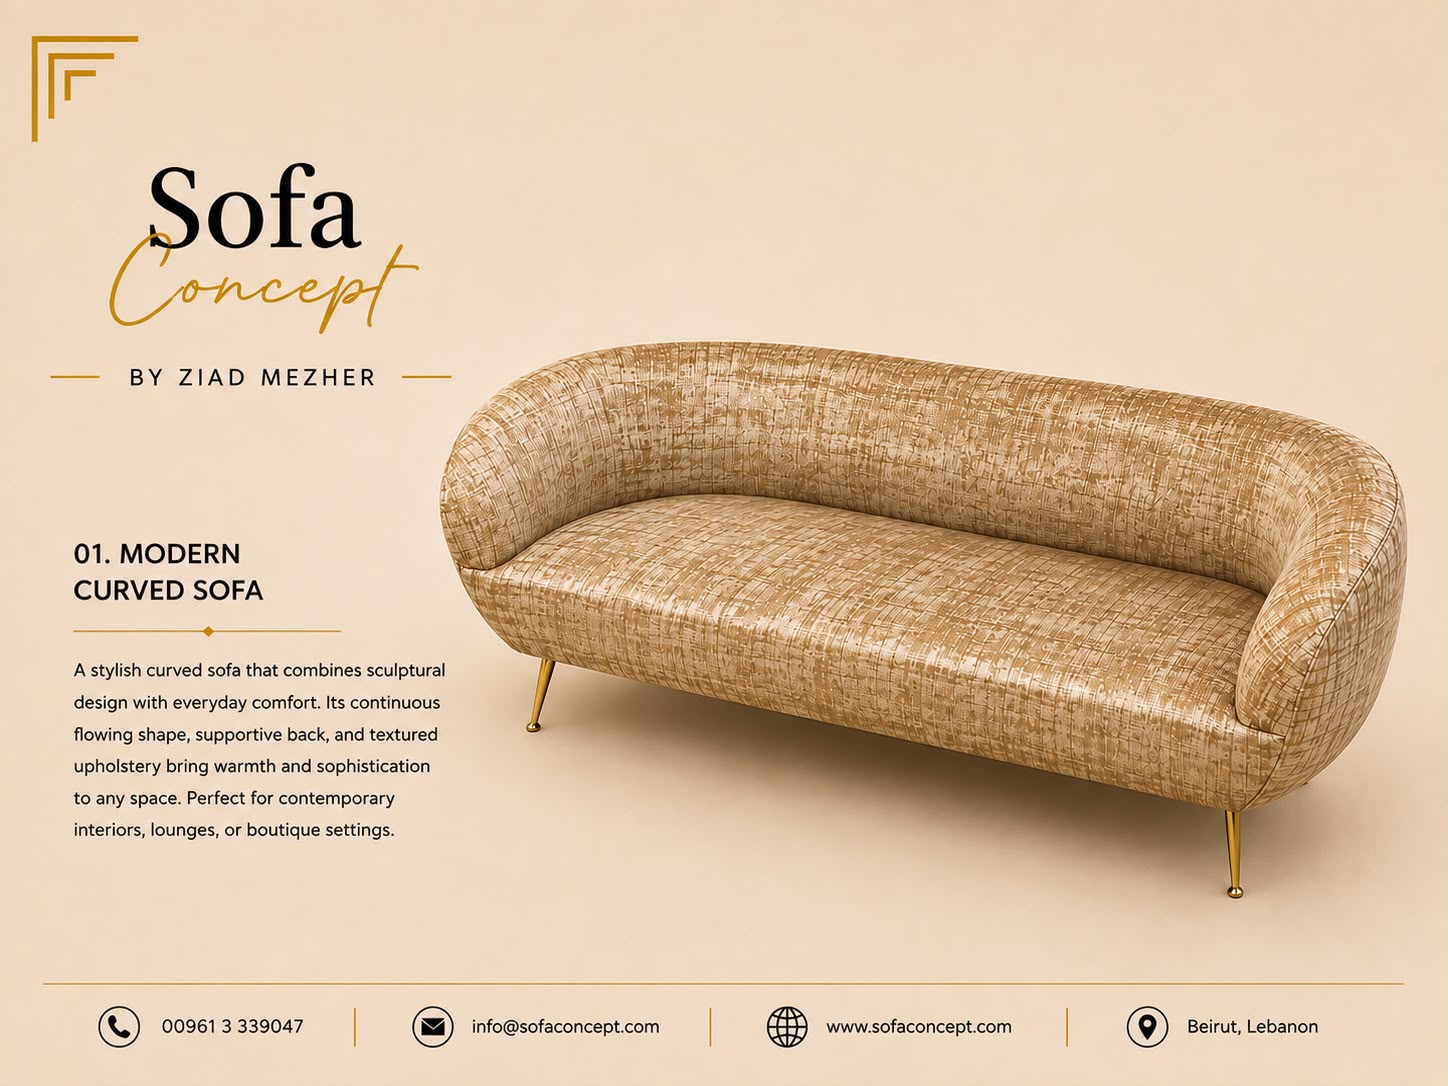 Sofa
Concept
BY ZIAD MEZHER
01. MODERN
CURVED SOFA
A stylish curved sofa that combines sculptural
design with everyday comfort. Its continuous
flowing shape, supportive back, and textured
upholstery bring warmth and sophistication
to any space. Perfect for contemporary
interiors, lounges, or boutique settings.
00961 3 339047
info@sofaconcept.com
www.sofaconcept.com
Beirut, Lebanon